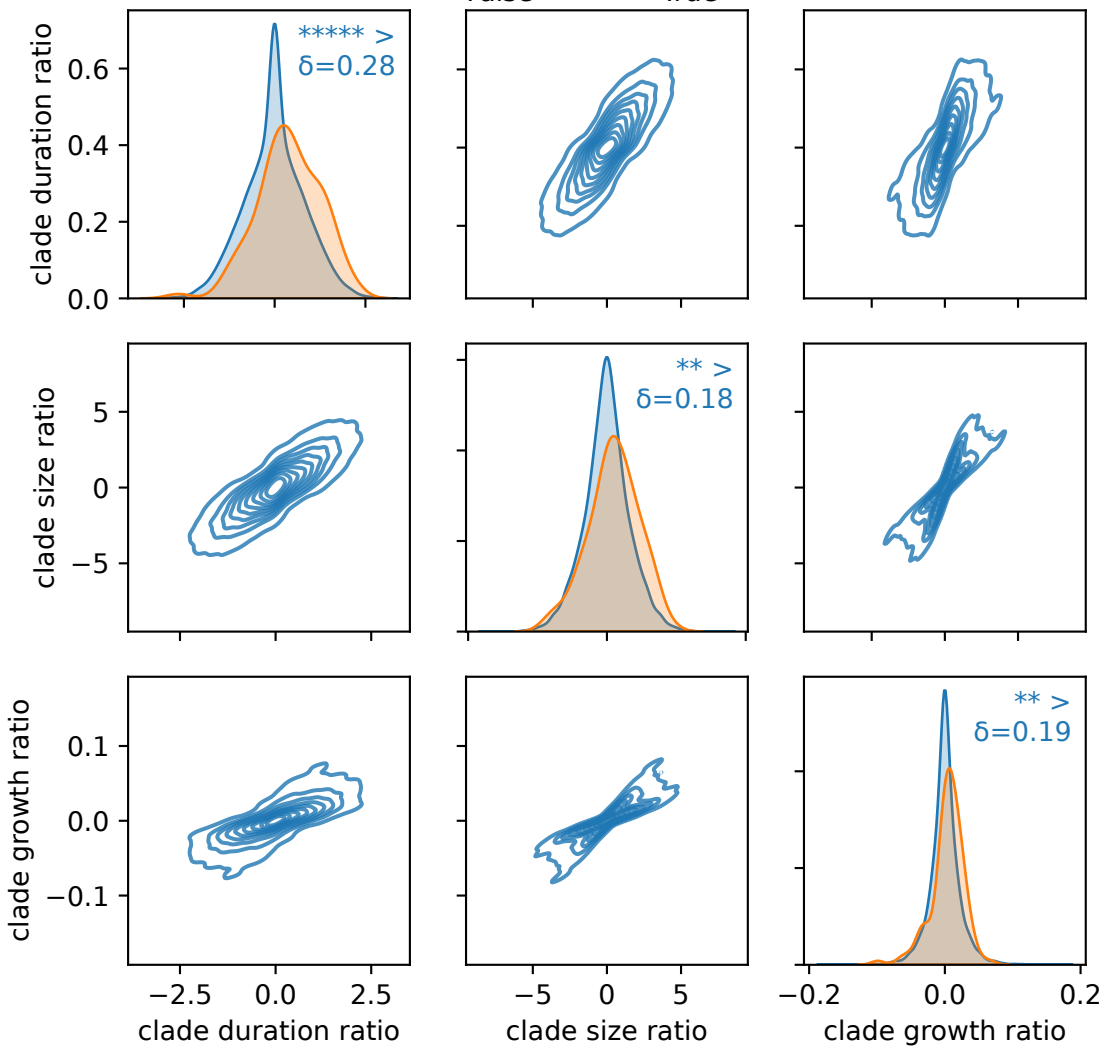 clade duration ratio
0.6
0.4
0.2
0.0
***** >
δ=0.28
clade size ratio
5
0
−5
** >
δ=0.18
clade growth ratio
0.1
0.0
−0.1
** >
δ=0.19
−2.5 0.0 2.5 −5 0 5 −0.2 0.0 0.2
clade duration ratio clade size ratio clade growth ratio